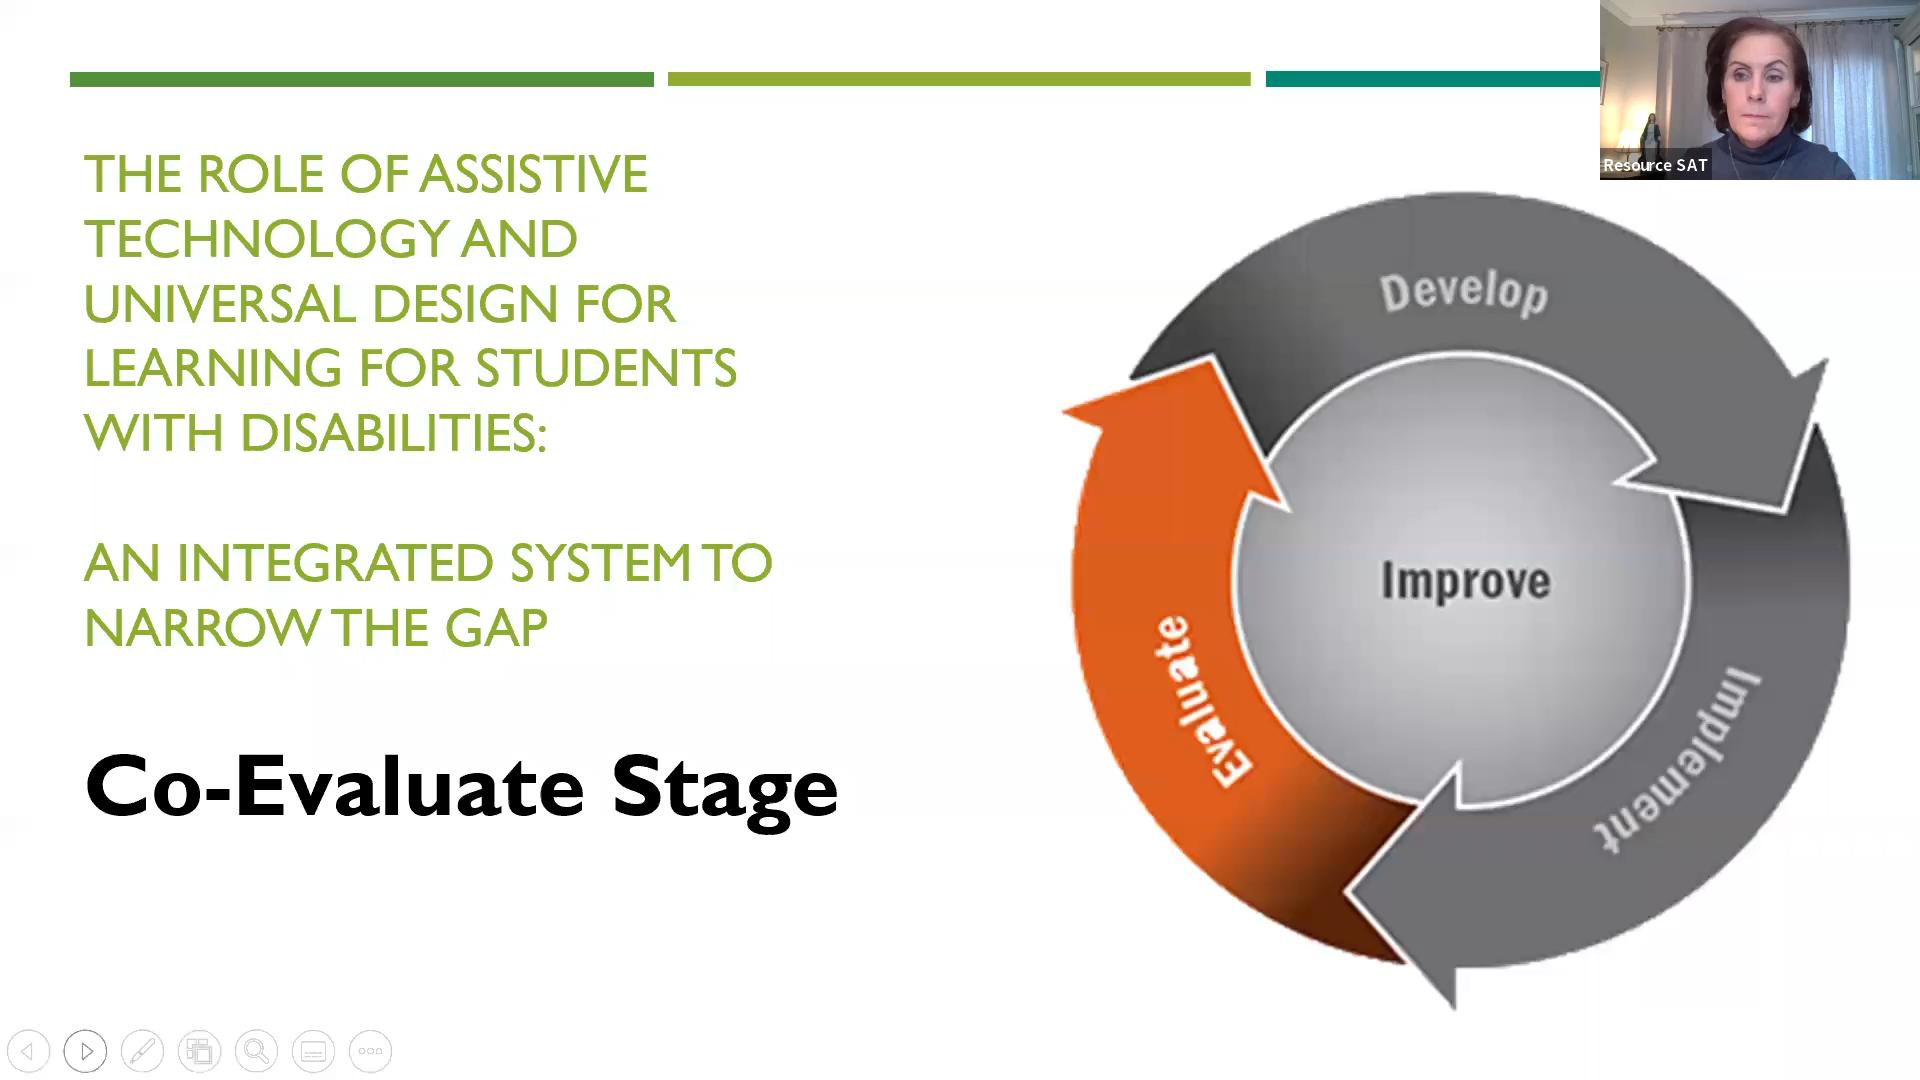 THE ROLE OF ASSISTIVE
TECHNOLOGY AND
UNIVERSAL DESIGN FOR
LEARNING FOR STUDENTS
WITH DISABILITIES:
AN INTEGRATED SYSTEM TO
NARROW THE GAP
Co-Evaluate Stage
Resource SAT
Develop
Improve
Implement
Evaluate